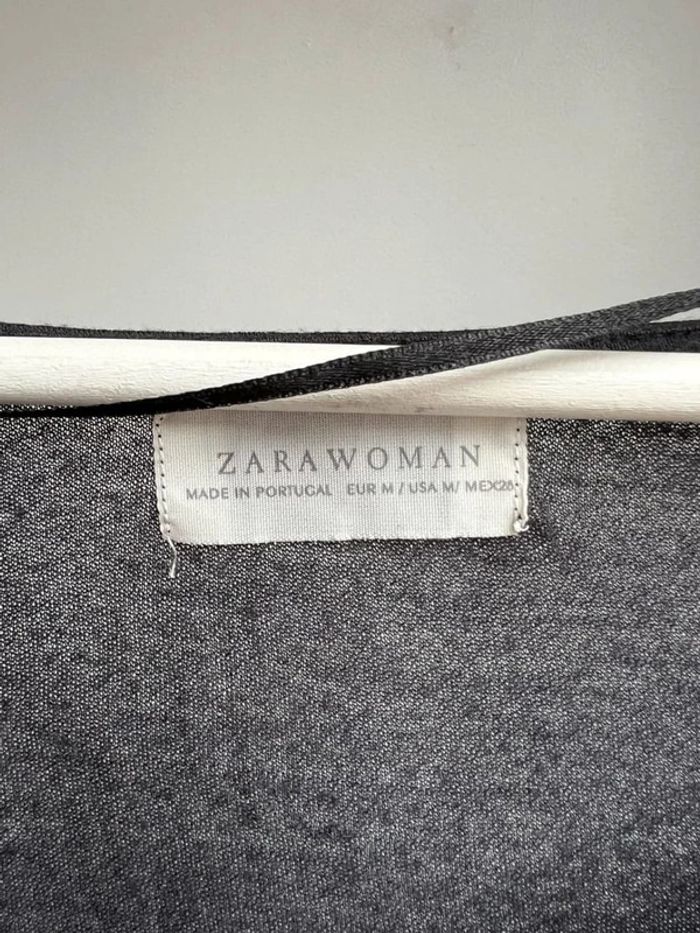 ZARAWOMAN
MADE IN PORTUGAL EUR M / USA M/ MEX28